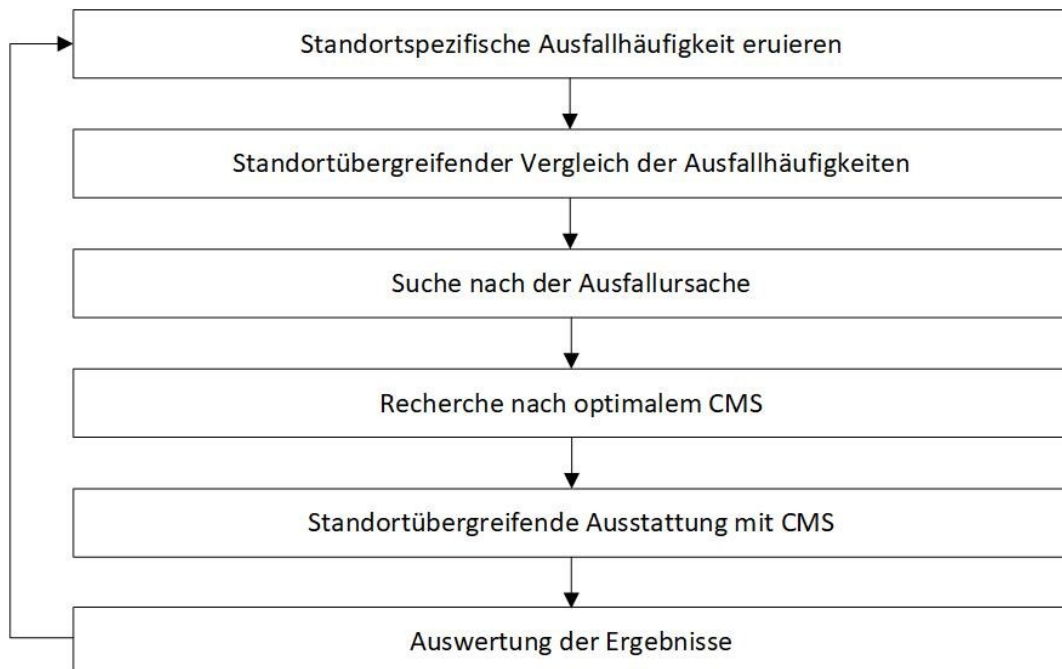 Standortspezifische Ausfallhäufigkeit eruieren
Standortübergreifender Vergleich der Ausfallhäufigkeiten
Suche nach der Ausfallursache
Recherche nach optimalem CMS
Standortübergreifende Ausstattung mit CMS
Auswertung der Ergebnisse